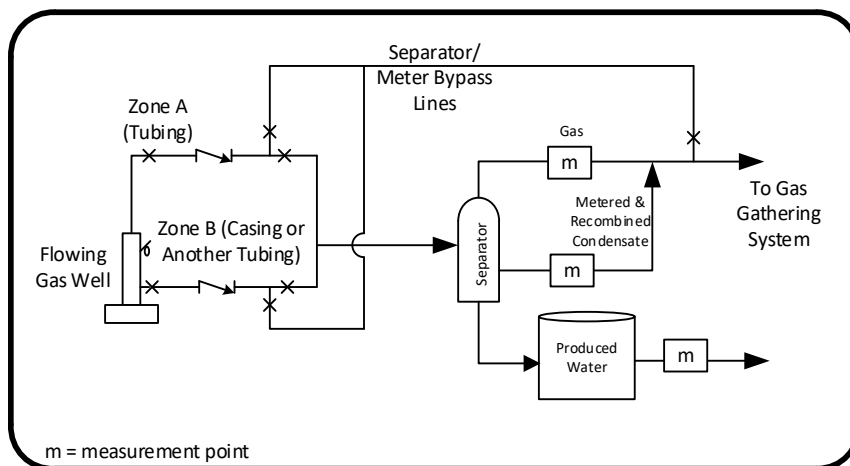 Separator/
Meter Bypass
Lines
Zone A
(Tubing)
Gas
m
To Gas
Gathering
System
Metered &
Recombined
Condensate
Zone B (Casing or
Another Tubing)
Flowing
Gas Well
Separator
m
Produced
Water
m
m = measurement point